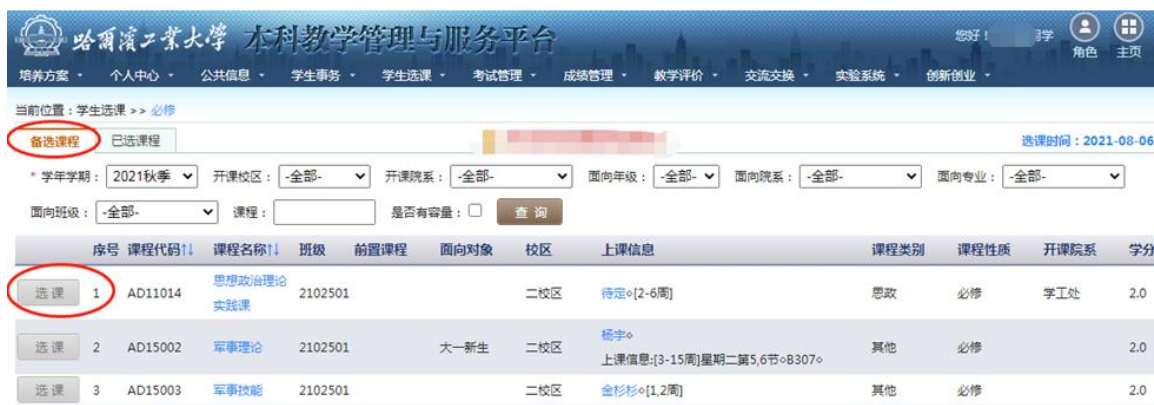 哈爾濱工業大學 本科教学管理与服务平台
您好！ 同学 角色 主页
培养方案 个人中心 公共信息 学生事务 学生选课 考试管理 成绩管理 教学评价 交流交换 实验系统 创新创业
当前位置：学生选课 >> 必修
备选课程 已选课程 选课时间：2021-08-06
* 学年学期： 2021秋季 开课校区： -全部- 开课院系： -全部- 面向年级： -全部- 面向院系： -全部- 面向专业： -全部-
面向班级： -全部- 课程： 是否有容量： 查 询
序号 课程代码↑↓ 课程名称↑↓ 班级 前置课程 面向对象 校区 上课信息 课程类别 课程性质 开课院系 学分
选 课 1 AD11014 思想政治理论 2102501 二校区 待定◇[2-6周] 思政 必修 学工处 2.0
实践课
杨宇◇
选 课 2 AD15002 军事理论 2102501 大一新生 二校区 其他 必修 2.0
上课信息:[3-15周]星期二第5,6节◇B307◇
选 课 3 AD15003 军事技能 2102501 二校区 金杉杉◇[1,2周] 其他 必修 2.0